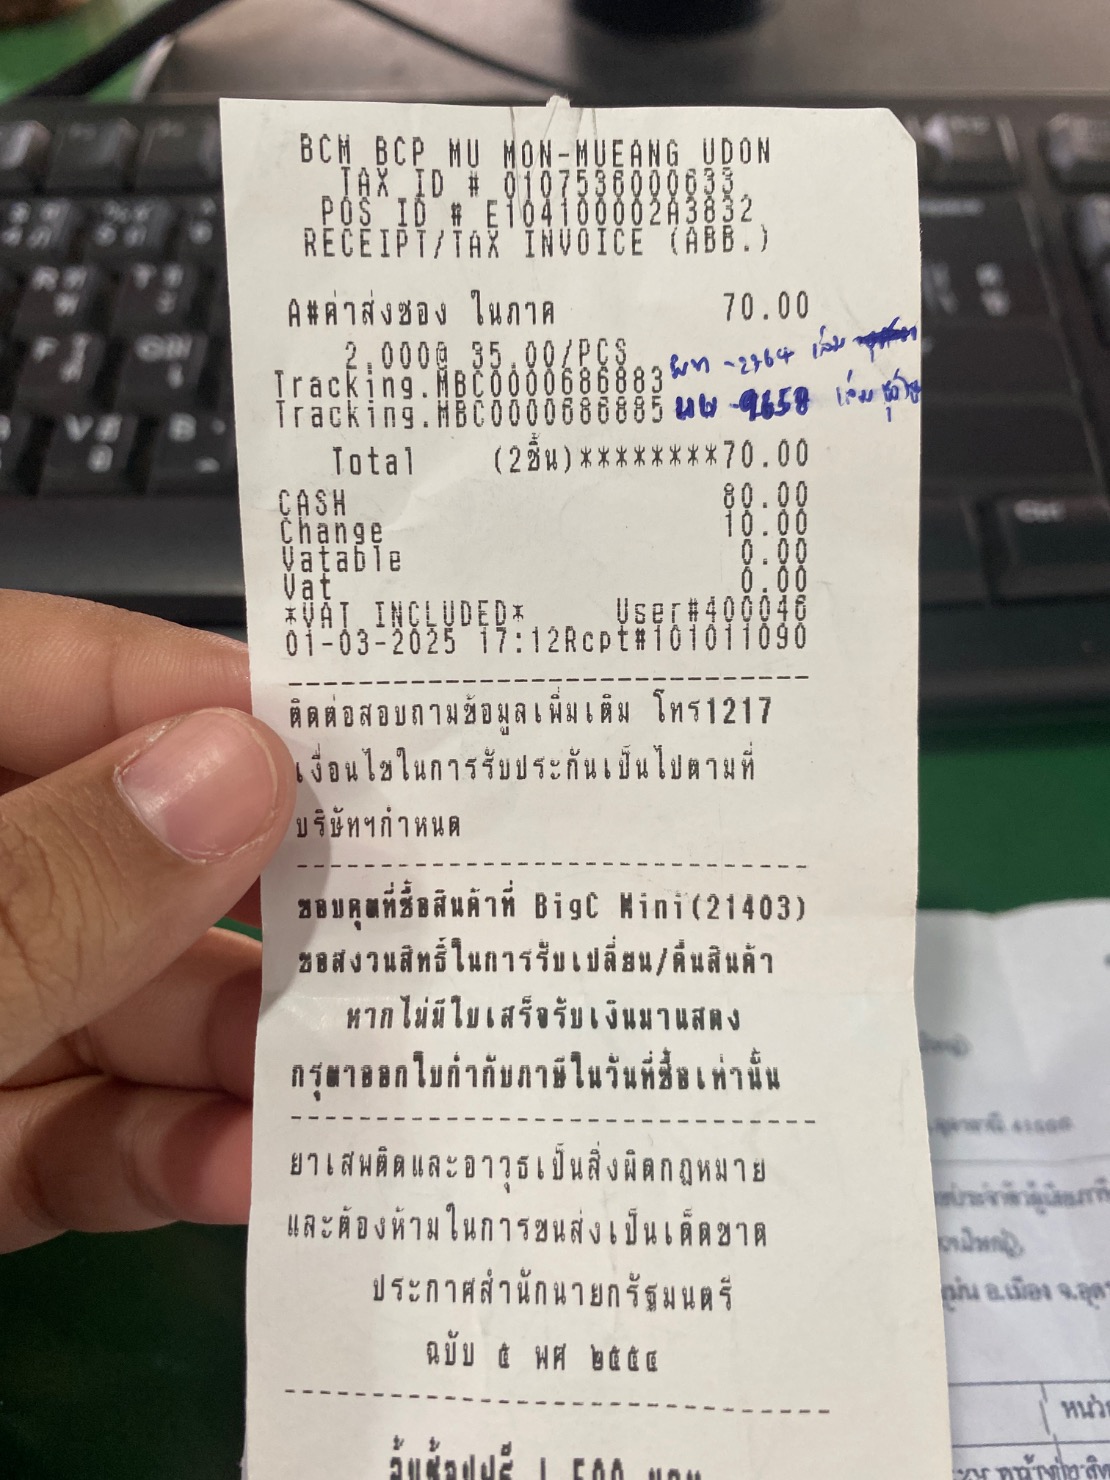 BCM BCP MU MON-MUEANG UDON
TAX ID # 0107536000633
POS ID # E104100002A3832
RECEIPT/TAX INVOICE (ABB.)
A#ค่าส่งซอง ในภาค 70.00
2.000@ 35.00/PCS
Tracking.MBC0000686883 -2764 เล่ม
Tracking.MBC0000686885 นพ -9658 เล่ม
Total (2ชิ้น)********70.00
CASH 80.00
Change 10.00
Vatable 0.00
Vat 0.00
*VAT INCLUDED* User#400046
01-03-2025 17:12Rcpt#101011090
ติดต่อสอบถามข้อมูลเพิ่มเติม โทร1217
เงื่อนไขในการรับประกันเป็นไปตามที่
บริษัทฯกำหนด
ขอบคุณที่ซื้อสินค้าที่ BigC Mini(21403)
ขอสงวนสิทธิ์ในการรับเปลี่ยน/คืนสินค้า
หากไม่มีใบเสร็จรับเงินมาแสดง
กรุณาออกใบกำกับภาษีในวันที่ซื้อเท่านั้น
ยาเสพติดและอาวุธเป็นสิ่งผิดกฎหมาย
และต้องห้ามในการขนส่งเป็นเด็ดขาด
ประกาศสำนักนายกรัฐมนตรี
ฉบับ ๕ พศ ๒๕๕๔
อ.เมือง